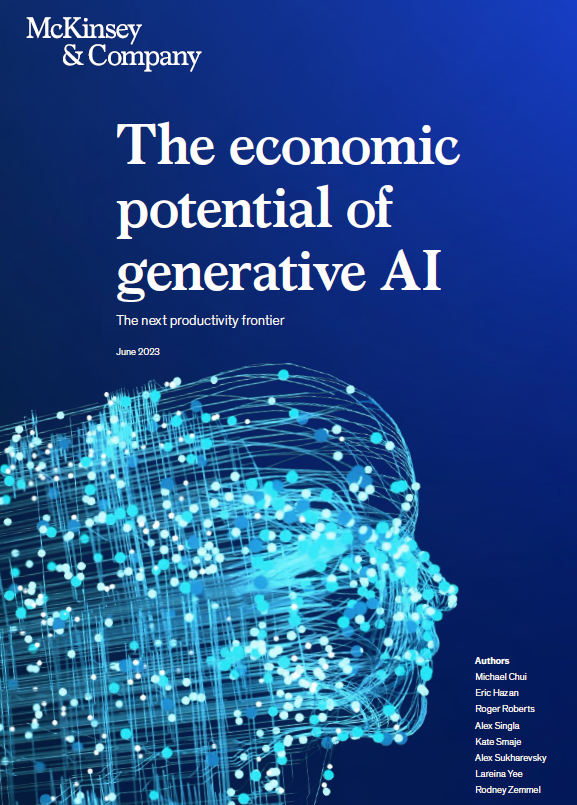 McKinsey
& Company
The economic
potential of
generative AI
The next productivity frontier
June 2023
Authors
Michael Chui
Eric Hazan
Roger Roberts
Alex Singla
Kate Smaje
Alex Sukharevsky
Lareina Yee
Rodney Zemmel